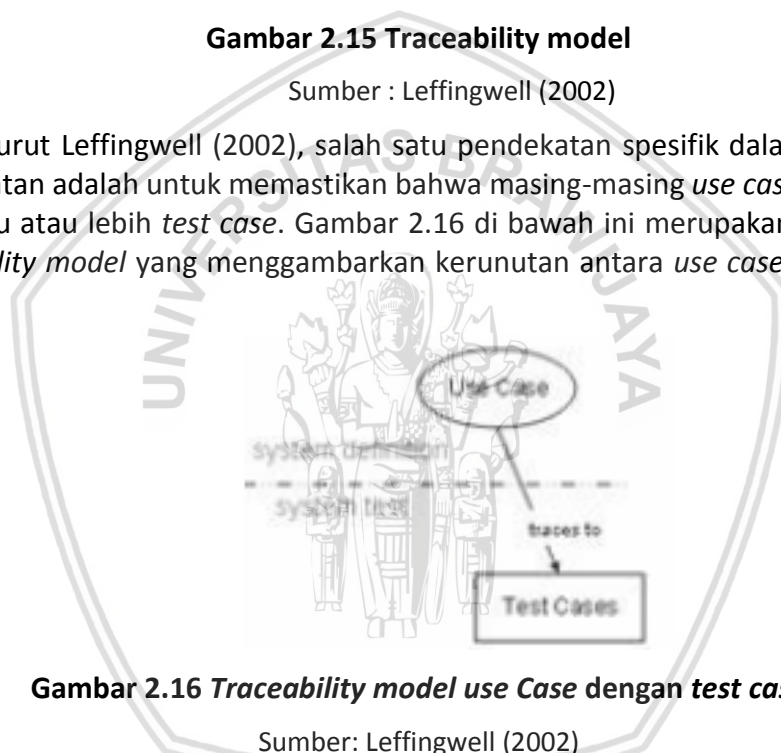 Gambar 2.15 Traceability model
Sumber : Leffingwell (2002)
urut Leffingwell (2002), salah satu pendekatan spesifik dala
tan adalah untuk memastikan bahwa masing-masing use cas
u atau lebih test case. Gambar 2.16 di bawah ini merupakan
lity model yang menggambarkan kerunutan antara use case
UNIVERSITAS BRAWIJAYA
Use Case
system definition
system test
traces to
Test Cases
Gambar 2.16 Traceability model use Case dengan test cas
Sumber: Leffingwell (2002)